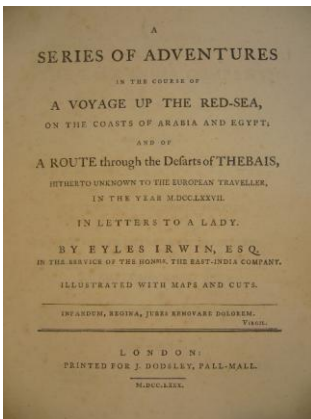 A
SERIES OF ADVENTURES
IN THE COURSE OF
A VOYAGE UP THE RED-SEA,
ON THE COASTS OF ARABIA AND EGYPT;
AND OF
A ROUTE through the Desarts of THEBAIS,
HITHERTO UNKNOWN TO THE EUROPEAN TRAVELLER,
IN THE YEAR M.DCC.LXXVII.
IN LETTERS TO A LADY.
BY EYLES IRWIN, ESQ.
IN THE SERVICE OF THE HONBLE. THE EAST-INDIA COMPANY.
ILLUSTRATED WITH MAPS AND CUTS.
INFANDUM, REGINA, JUBES RENOVARE DOLOREM.
VIRGIL.
LONDON:
PRINTED FOR J. DODSLEY, PALL-MALL.
M.DCC.LXXX.